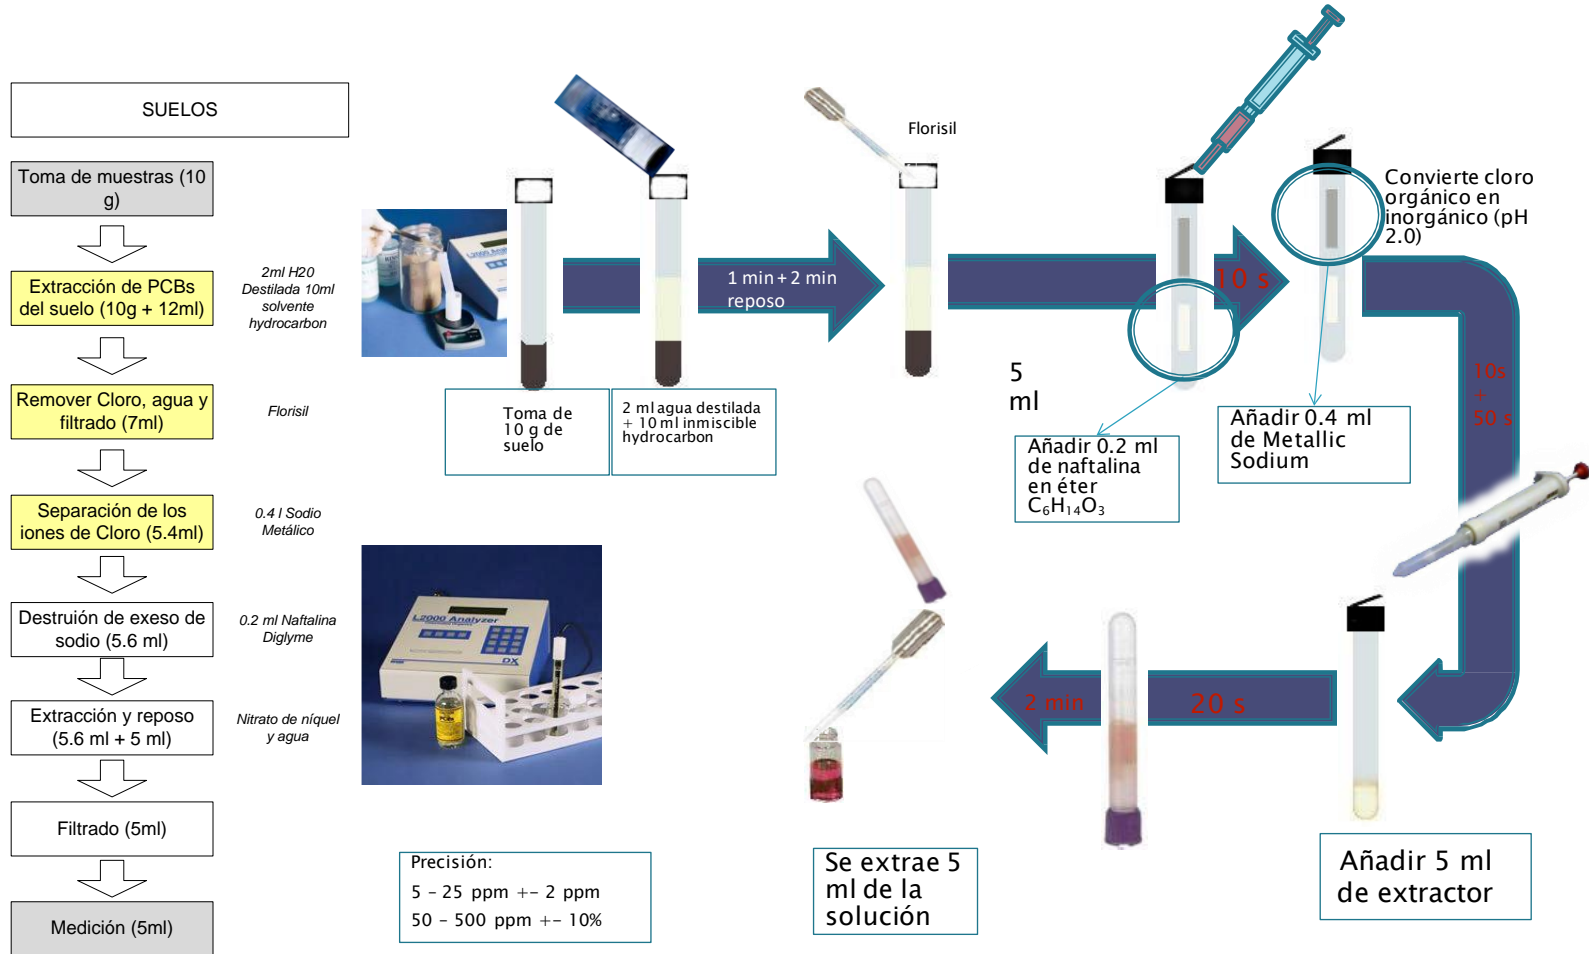 SUELOS
Toma de muestras (10
g)
Extracción de PCBs
del suelo (10g + 12ml)
2ml H20
Destilada 10ml
solvente
hydrocarbon
Remover Cloro, agua y
filtrado (7ml)
Florisil
Separación de los
iones de Cloro (5.4ml)
0.4 l Sodio
Metálico
Destruión de exeso de
sodio (5.6 ml)
0.2 ml Naftalina
Diglyme
Extracción y reposo
(5.6 ml + 5 ml)
Nitrato de níquel
y agua
Filtrado (5ml)
Medición (5ml)
Toma de
10 g de
suelo
2 ml agua destilada
+ 10 ml inmiscible
hydrocarbon
1 min + 2 min
reposo
Florisil
5
ml
10 s
Añadir 0.2 ml
de naftalina
en éter
C₆H₁₄O₃
Convierte cloro
orgánico en
inorgánico (pH
2.0)
Añadir 0.4 ml
de Metallic
Sodium
10s
+
50 s
Añadir 5 ml
de extractor
20 s
2 min
Se extrae 5
ml de la
solución
L2000 Analyzer
DX
Precisión:
5 – 25 ppm +– 2 ppm
50 – 500 ppm +– 10%